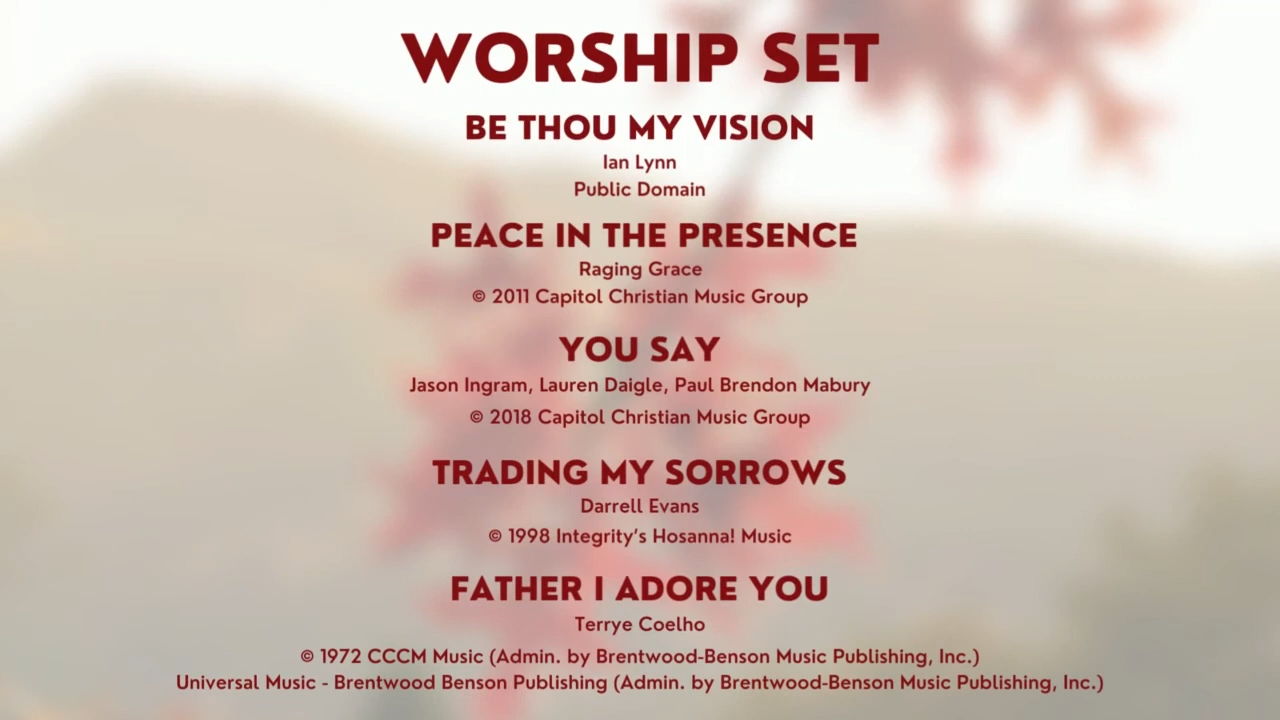 WORSHIP SET
BE THOU MY VISION
Ian Lynn
Public Domain
PEACE IN THE PRESENCE
Raging Grace
© 2011 Capitol Christian Music Group
YOU SAY
Jason Ingram, Lauren Daigle, Paul Brendon Mabury
© 2018 Capitol Christian Music Group
TRADING MY SORROWS
Darrell Evans
© 1998 Integrity's Hosanna! Music
FATHER I ADORE YOU
Terrye Coelho
© 1972 CCCM Music (Admin. by Brentwood-Benson Music Publishing, Inc.)
Universal Music - Brentwood Benson Publishing (Admin. by Brentwood-Benson Music Publishing, Inc.)